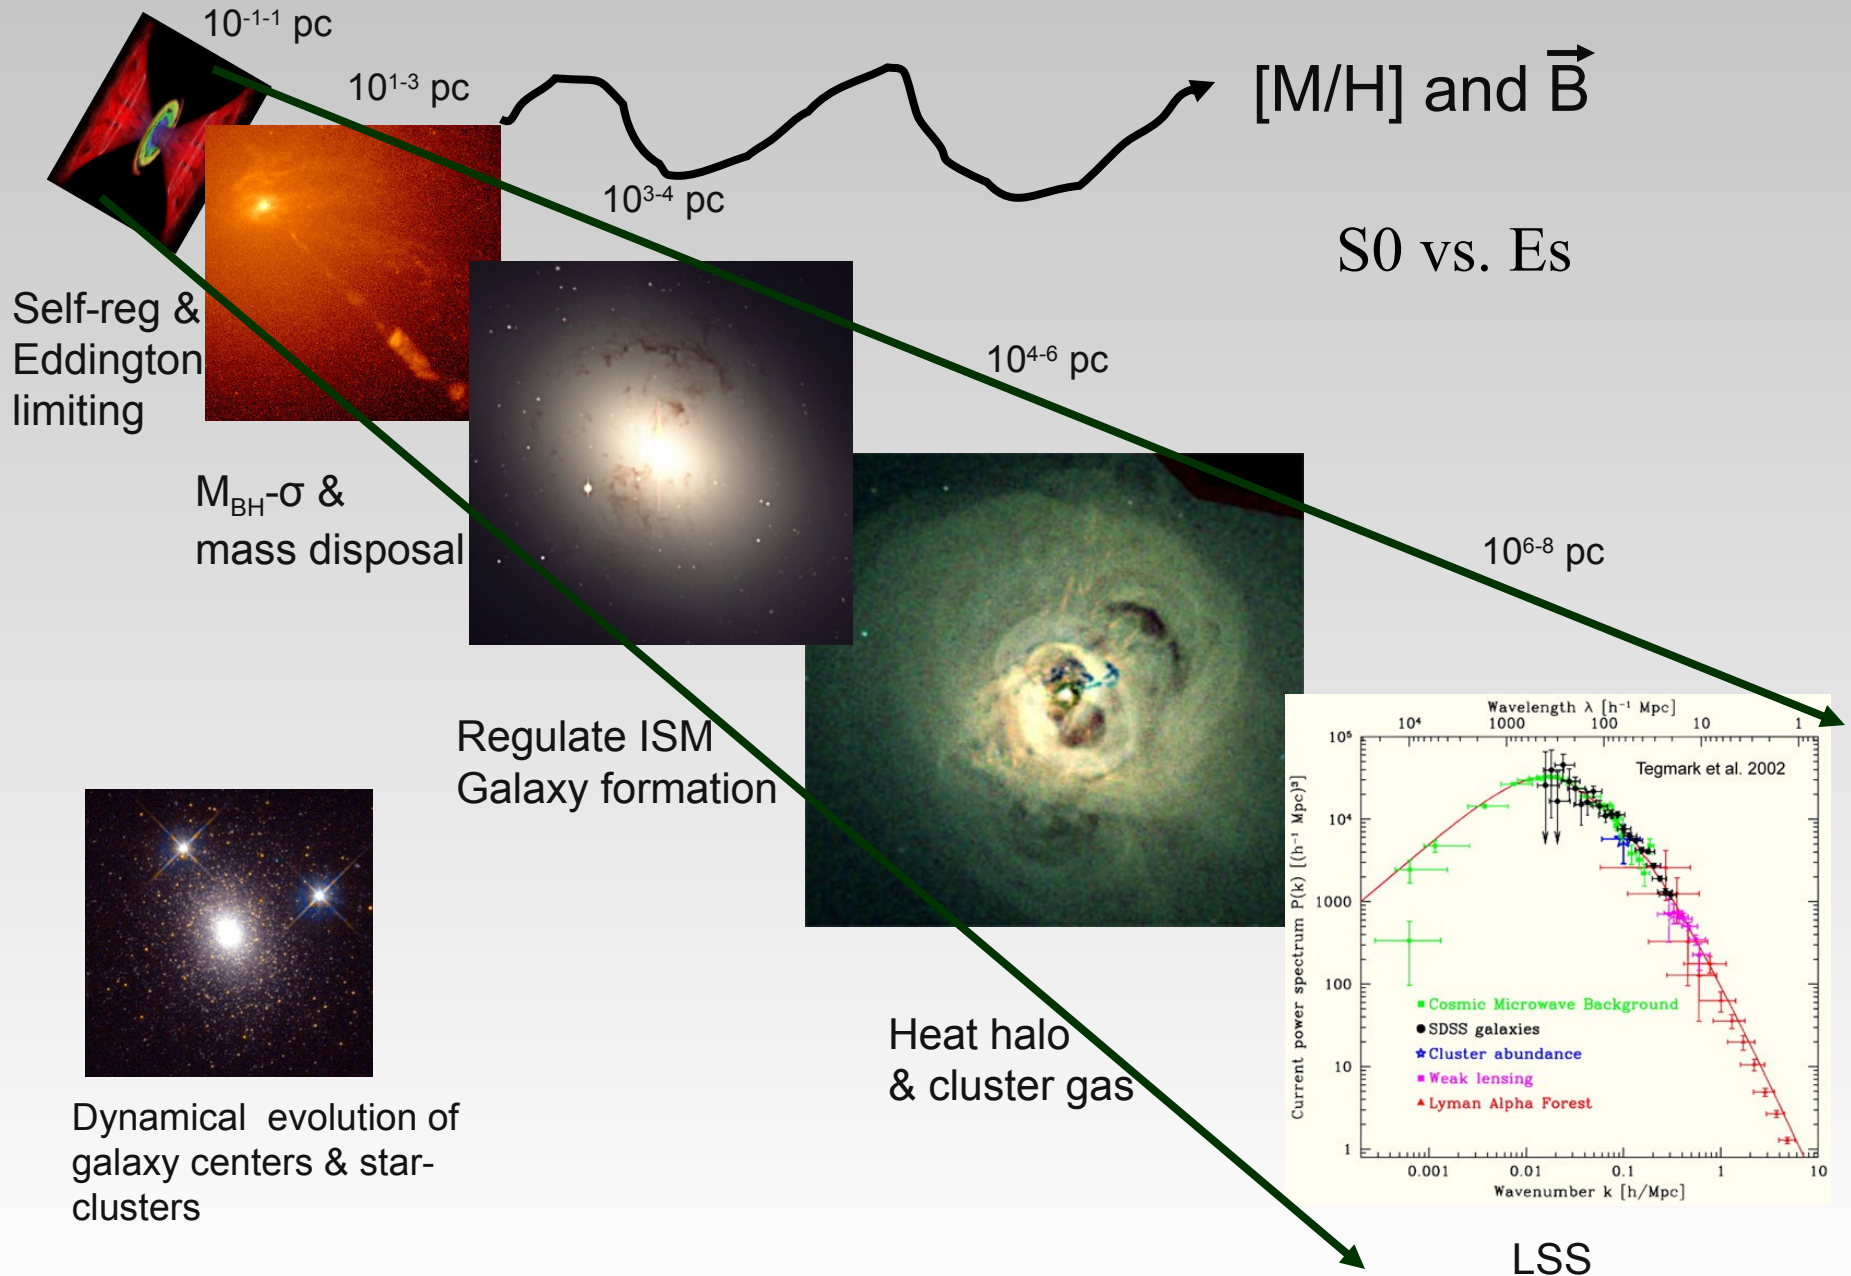 10⁻¹⁻¹ pc
10¹⁻³ pc
[M/H] and B⃗
10³⁻⁴ pc
S0 vs. Es
Self-reg &
Eddington
limiting
10⁴⁻⁶ pc
M_BH-σ &
mass disposal
10⁶⁻⁸ pc
Regulate ISM
Galaxy formation
Heat halo
& cluster gas
Dynamical evolution of
galaxy centers & star-
clusters
Wavelength λ [h⁻¹ Mpc]
10⁴ 1000 100 10 1
Tegmark et al. 2002
Current power spectrum P(k) [(h⁻¹ Mpc)³]
10⁵
10⁴
1000
100
10
1
Cosmic Microwave Background
SDSS galaxies
Cluster abundance
Weak lensing
Lyman Alpha Forest
0.001 0.01 0.1 1 10
Wavenumber k [h/Mpc]
LSS